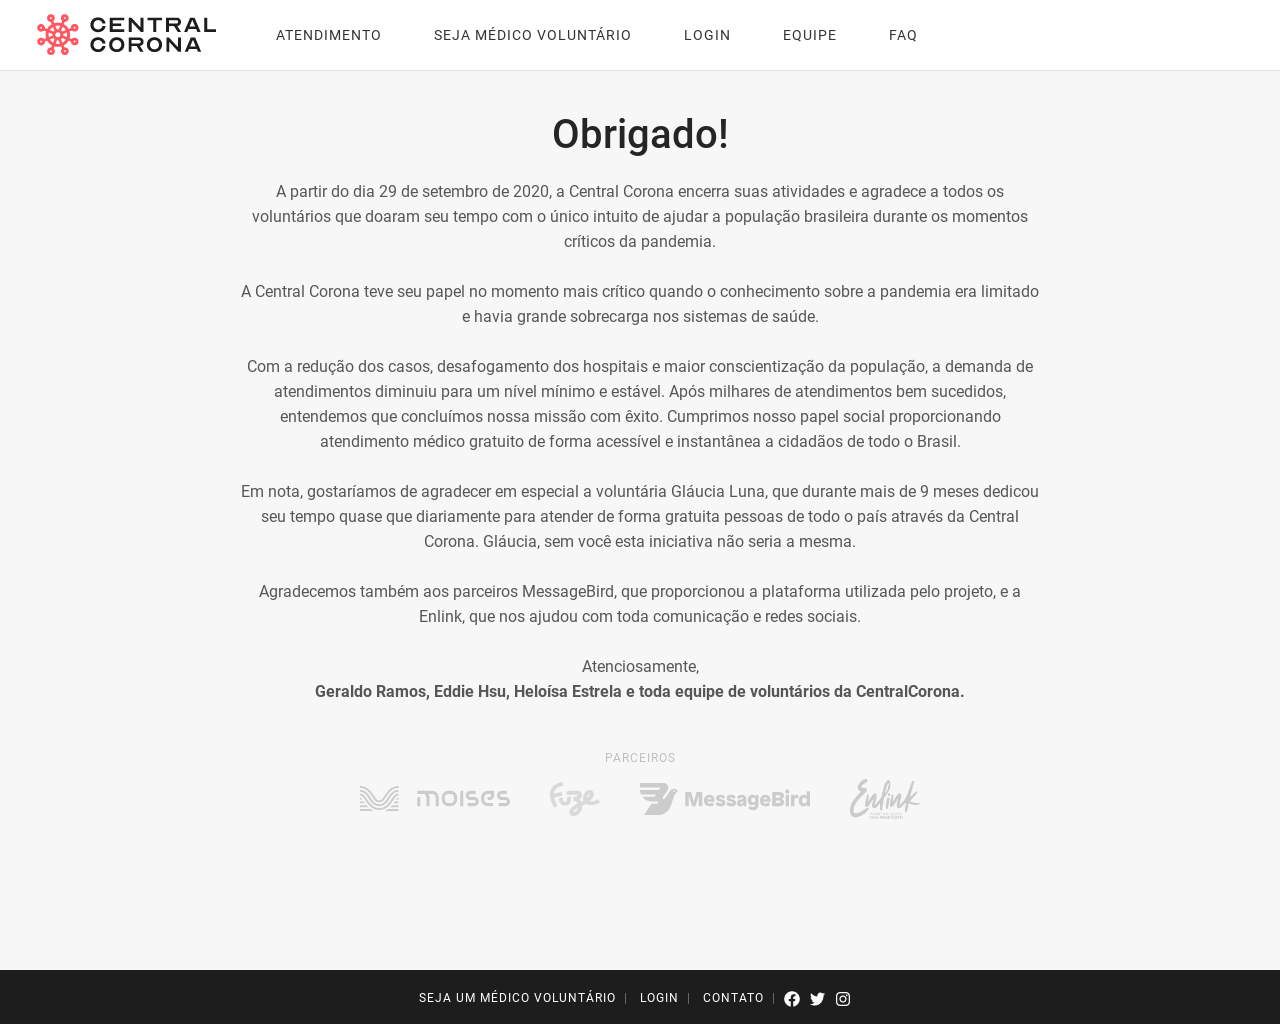 CENTRAL
CORONA
ATENDIMENTO
SEJA MÉDICO VOLUNTÁRIO
LOGIN
EQUIPE
FAQ
Obrigado!
A partir do dia 29 de setembro de 2020, a Central Corona encerra suas atividades e agradece a todos os
voluntários que doaram seu tempo com o único intuito de ajudar a população brasileira durante os momentos
críticos da pandemia.
A Central Corona teve seu papel no momento mais crítico quando o conhecimento sobre a pandemia era limitado
e havia grande sobrecarga nos sistemas de saúde.
Com a redução dos casos, desafogamento dos hospitais e maior conscientização da população, a demanda de
atendimentos diminuiu para um nível mínimo e estável. Após milhares de atendimentos bem sucedidos,
entendemos que concluímos nossa missão com êxito. Cumprimos nosso papel social proporcionando
atendimento médico gratuito de forma acessível e instantânea a cidadãos de todo o Brasil.
Em nota, gostaríamos de agradecer em especial a voluntária Gláucia Luna, que durante mais de 9 meses dedicou
seu tempo quase que diariamente para atender de forma gratuita pessoas de todo o país através da Central
Corona. Gláucia, sem você esta iniciativa não seria a mesma.
Agradecemos também aos parceiros MessageBird, que proporcionou a plataforma utilizada pelo projeto, e a
Enlink, que nos ajudou com toda comunicação e redes sociais.
Atenciosamente,
Geraldo Ramos, Eddie Hsu, Heloísa Estrela e toda equipe de voluntários da CentralCorona.
PARCEIROS
moises
Fuze
MessageBird
Enlink
SEJA UM MÉDICO VOLUNTÁRIO | LOGIN | CONTATO |